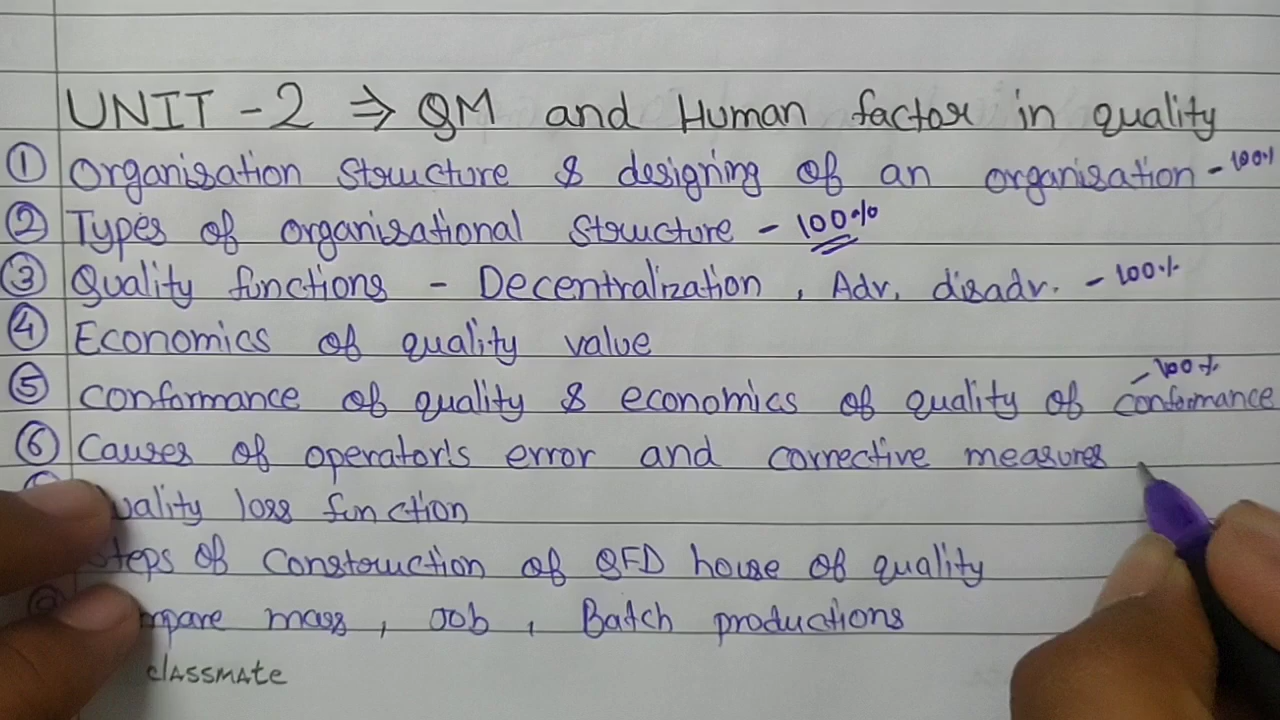 UNIT - 2 ⇒ QM and Human factor in quality
① Organisation Structure & designing of an organisation - 100%
② Types of organisational Structure - 100%
③ Quality functions - Decentralization, Adv, disadv. - 100%
④ Economics of quality value
- 100%
⑤ conformance of quality & economics of quality of conformance
⑥ Causes of operator's error and corrective measures
uality loss function
steps of Construction of QFD house of quality
mpare mass, Job, Batch productions
classmate